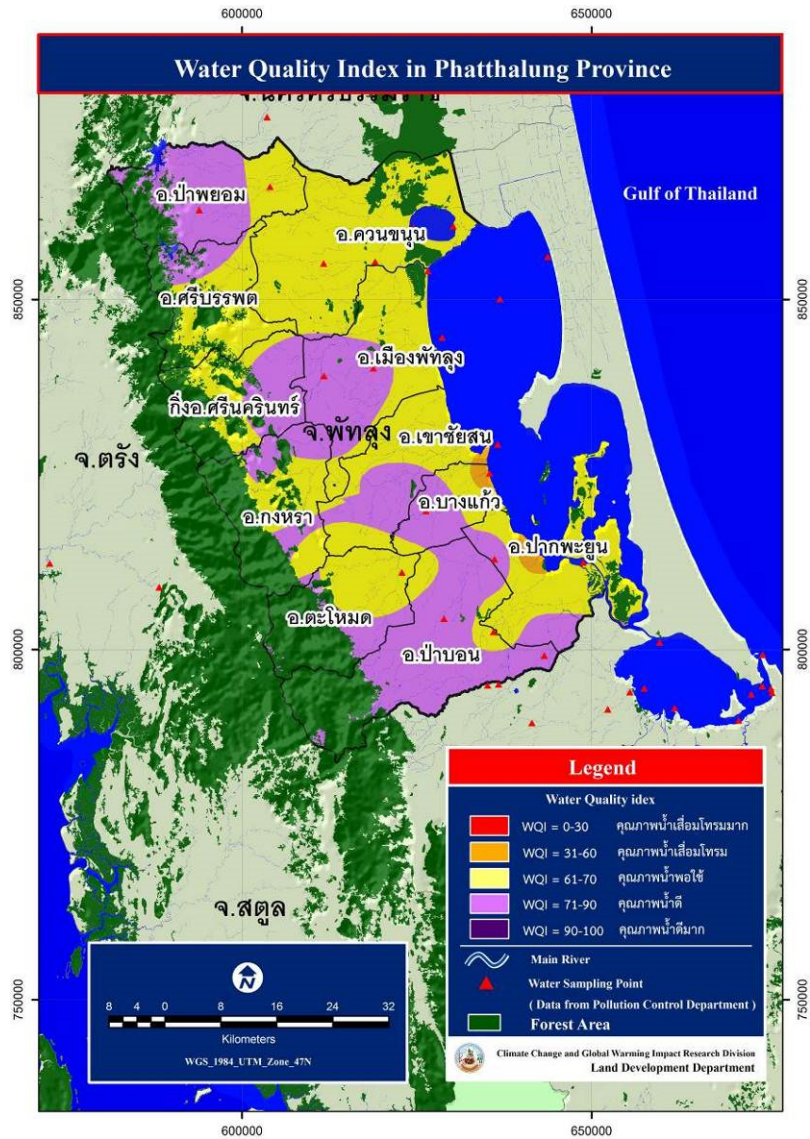 600000
650000
Water Quality Index in Phatthalung Province
Gulf of Thailand
อ.ป่าพยอม
อ.ควนขนุน
850000
850000
อ.ศรีบรรพต
อ.เมืองพัทลุง
กิ่งอ.ศรีนครินทร์
จ.พัทลุง
อ.เขาชัยสน
จ.ตรัง
อ.บางแก้ว
อ.กงหรา
อ.ปากพะยูน
อ.ตะโหมด
800000
800000
อ.ป่าบอน
จ.สตูล
Legend
Water Quality idex
WQI = 0-30 คุณภาพน้ำเสื่อมโทรมมาก
WQI = 31-60 คุณภาพน้ำเสื่อมโทรม
WQI = 61-70 คุณภาพน้ำพอใช้
WQI = 71-90 คุณภาพน้ำดี
WQI = 90-100 คุณภาพน้ำดีมาก
Main River
Water Sampling Point
( Data from Pollution Control Department )
Forest Area
Climate Change and Global Warming Impact Research Division
Land Development Department
N
8 4 0 8 16 24 32
Kilometers
WGS_1984_UTM_Zone_47N
750000
750000
600000
650000